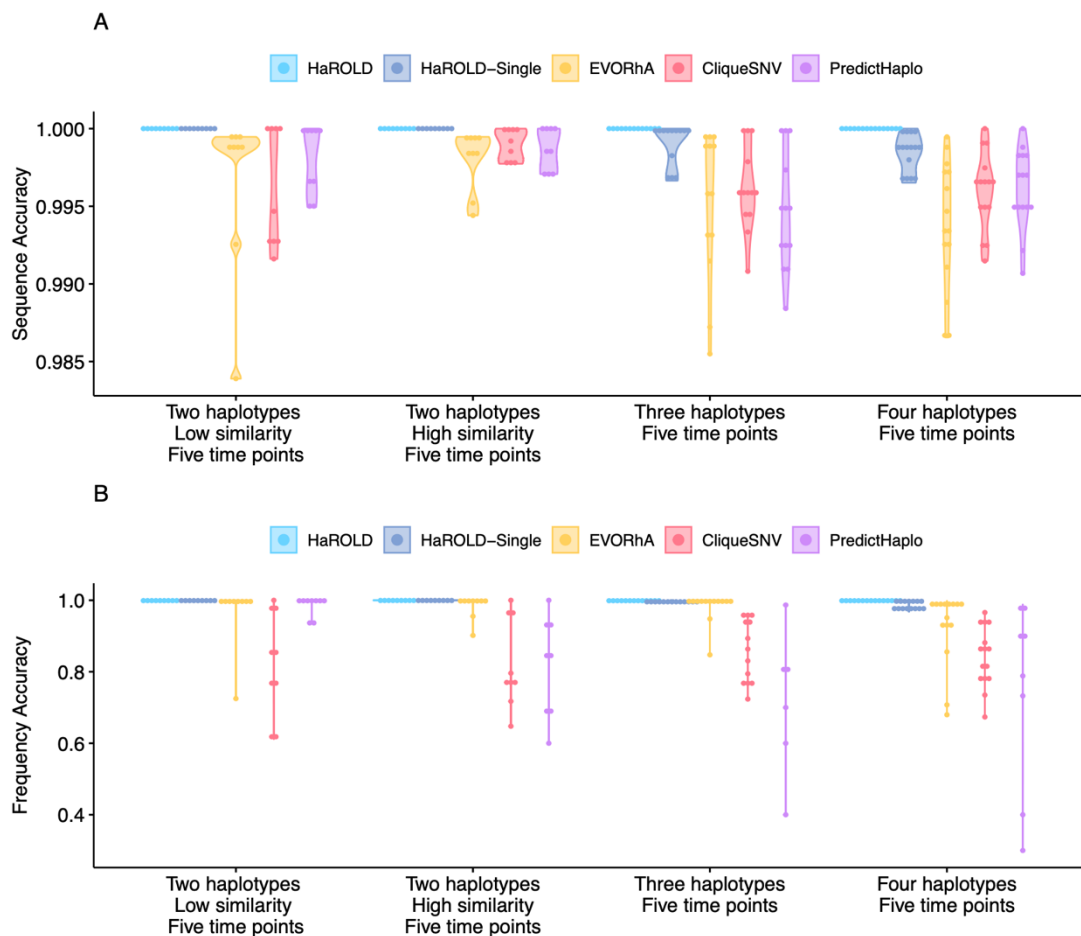 A
HaROLD HaROLD-Single EVORhA CliqueSNV PredictHaplo
Sequence Accuracy
1.000
0.995
0.990
0.985
Two haplotypes Two haplotypes Three haplotypes Four haplotypes
Low similarity High similarity Five time points Five time points
Five time points Five time points
B
HaROLD HaROLD-Single EVORhA CliqueSNV PredictHaplo
Frequency Accuracy
1.0
0.8
0.6
0.4
Two haplotypes Two haplotypes Three haplotypes Four haplotypes
Low similarity High similarity Five time points Five time points
Five time points Five time points